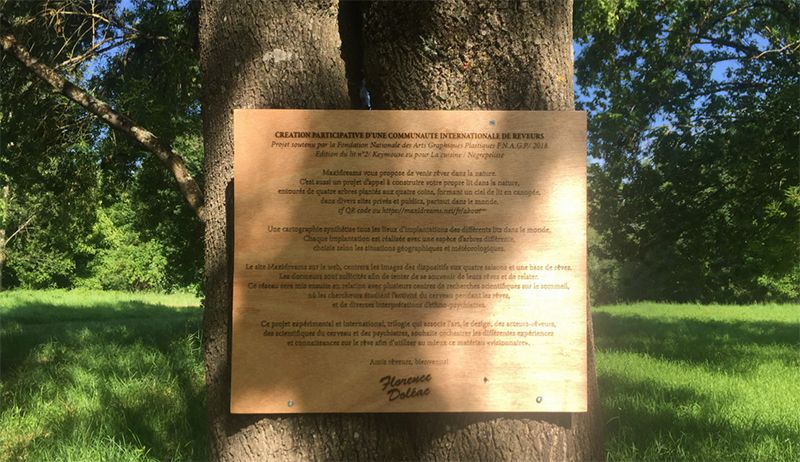 CREATION PARTICIPATIVE D'UNE COMMUNAUTE INTERNATIONALE DE REVEURS
Projet soutenu par la Fondation Nationale des Arts Graphiques Plastiques F.N.A.G.P/ 2018.
Edition du lit n°2/ Keymouse.eu pour La cuisine / Negrepelisse
Maxidreams vous propose de venir rêver dans la nature.
C'est aussi un projet d'appel à construire votre propre lit dans la nature,
entourés de quatre arbres plantés aux quatre coins, formant un ciel de lit en canopée,
dans divers sites privés et publics, partout dans le monde.
cf QR code ou https://maxidreams.net/fr/about
Une cartographie synthétise tous les lieux d'implantations des différents lits dans le monde.
Chaque implantation est réalisée avec une espèce d'arbres différente,
choisie selon les situations géographiques et météorologiques.
Le site Maxidreams sur le web, centrera les images des dispositifs aux quatre saisons et une base de rêves.
Les dormeurs sont sollicités afin de tenter de se souvenir de leurs rêves et de relater.
Ce réseau sera mis ensuite en relation avec plusieurs centres de recherches scientifiques sur le sommeil,
où les chercheurs étudient l'activité du cerveau pendant les rêves,
et de diverses interprétations d'éthno-psychiatres.
Ce projet expérimental et international, trilogie qui associe l'art, le design, des acteurs-rêveurs,
des scientifiques du cerveau et des psychiatres, souhaite orchestrer les différentes expériences
et connaissances sur le rêve afin d'utiliser au mieux ce matériau «visionnaire».
Amis rêveurs, bienvenue!
Florence
Doléac